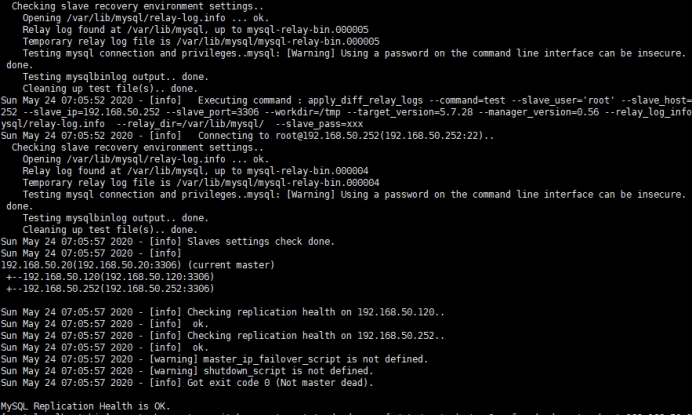 Checking slave recovery environment settings..
Opening /var/lib/mysql/relay-log.info ... ok.
Relay log found at /var/lib/mysql, up to mysql-relay-bin.000005
Temporary relay log file is /var/lib/mysql/mysql-relay-bin.000005
Testing mysql connection and privileges..mysql: [Warning] Using a password on the command line interface can be insecure.
done.
Testing mysqlbinlog output.. done.
Cleaning up test file(s).. done.
Sun May 24 07:05:52 2020 - [info]   Executing command : apply_diff_relay_logs --command=test --slave_user='root' --slave_host=
252 --slave_ip=192.168.50.252 --slave_port=3306 --workdir=/tmp --target_version=5.7.28 --manager_version=0.56 --relay_log_info
ysql/relay-log.info  --relay_dir=/var/lib/mysql/  --slave_pass=xxx
Sun May 24 07:05:52 2020 - [info]   Connecting to root@192.168.50.252(192.168.50.252:22)..
Checking slave recovery environment settings..
Opening /var/lib/mysql/relay-log.info ... ok.
Relay log found at /var/lib/mysql, up to mysql-relay-bin.000004
Temporary relay log file is /var/lib/mysql/mysql-relay-bin.000004
Testing mysql connection and privileges..mysql: [Warning] Using a password on the command line interface can be insecure.
done.
Testing mysqlbinlog output.. done.
Cleaning up test file(s).. done.
Sun May 24 07:05:57 2020 - [info] Slaves settings check done.
Sun May 24 07:05:57 2020 - [info]
192.168.50.20(192.168.50.20:3306) (current master)
+--192.168.50.120(192.168.50.120:3306)
+--192.168.50.252(192.168.50.252:3306)
Sun May 24 07:05:57 2020 - [info] Checking replication health on 192.168.50.120..
Sun May 24 07:05:57 2020 - [info]  ok.
Sun May 24 07:05:57 2020 - [info] Checking replication health on 192.168.50.252..
Sun May 24 07:05:57 2020 - [info]  ok.
Sun May 24 07:05:57 2020 - [warning] master_ip_failover_script is not defined.
Sun May 24 07:05:57 2020 - [warning] shutdown_script is not defined.
Sun May 24 07:05:57 2020 - [info] Got exit code 0 (Not master dead).
MySQL Replication Health is OK.